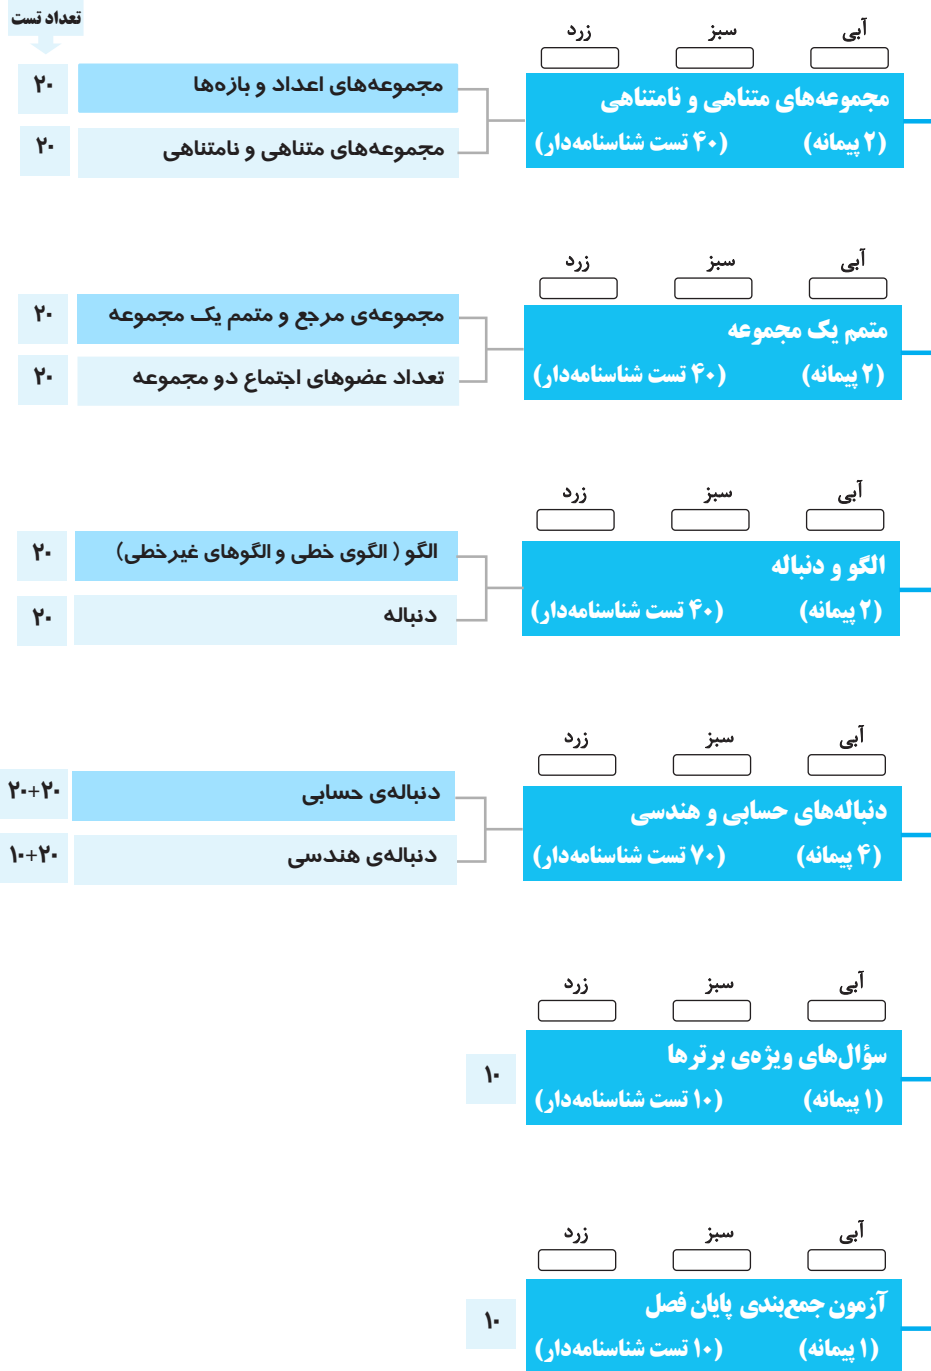 تعداد تست
آبی سبز زرد
مجموعه‌های متناهی و نامتناهی
(۲ پیمانه) (۴۰ تست شناسنامه‌دار)
مجموعه‌های اعداد و بازه‌ها ۲۰
مجموعه‌های متناهی و نامتناهی ۲۰
آبی سبز زرد
متمم یک مجموعه
(۲ پیمانه) (۴۰ تست شناسنامه‌دار)
مجموعه‌ی مرجع و متمم یک مجموعه ۲۰
تعداد عضوهای اجتماع دو مجموعه ۲۰
آبی سبز زرد
الگو و دنباله
(۲ پیمانه) (۴۰ تست شناسنامه‌دار)
الگو ( الگوی خطی و الگوهای غیرخطی) ۲۰
دنباله ۲۰
آبی سبز زرد
دنباله‌های حسابی و هندسی
(۴ پیمانه) (۷۰ تست شناسنامه‌دار)
دنباله‌ی حسابی ۲۰+۲۰
دنباله‌ی هندسی ۱۰+۲۰
آبی سبز زرد
سؤال‌های ویژه‌ی برترها
(۱ پیمانه) (۱۰ تست شناسنامه‌دار)
۱۰
آبی سبز زرد
آزمون جمع‌بندی پایان فصل
(۱ پیمانه) (۱۰ تست شناسنامه‌دار)
۱۰